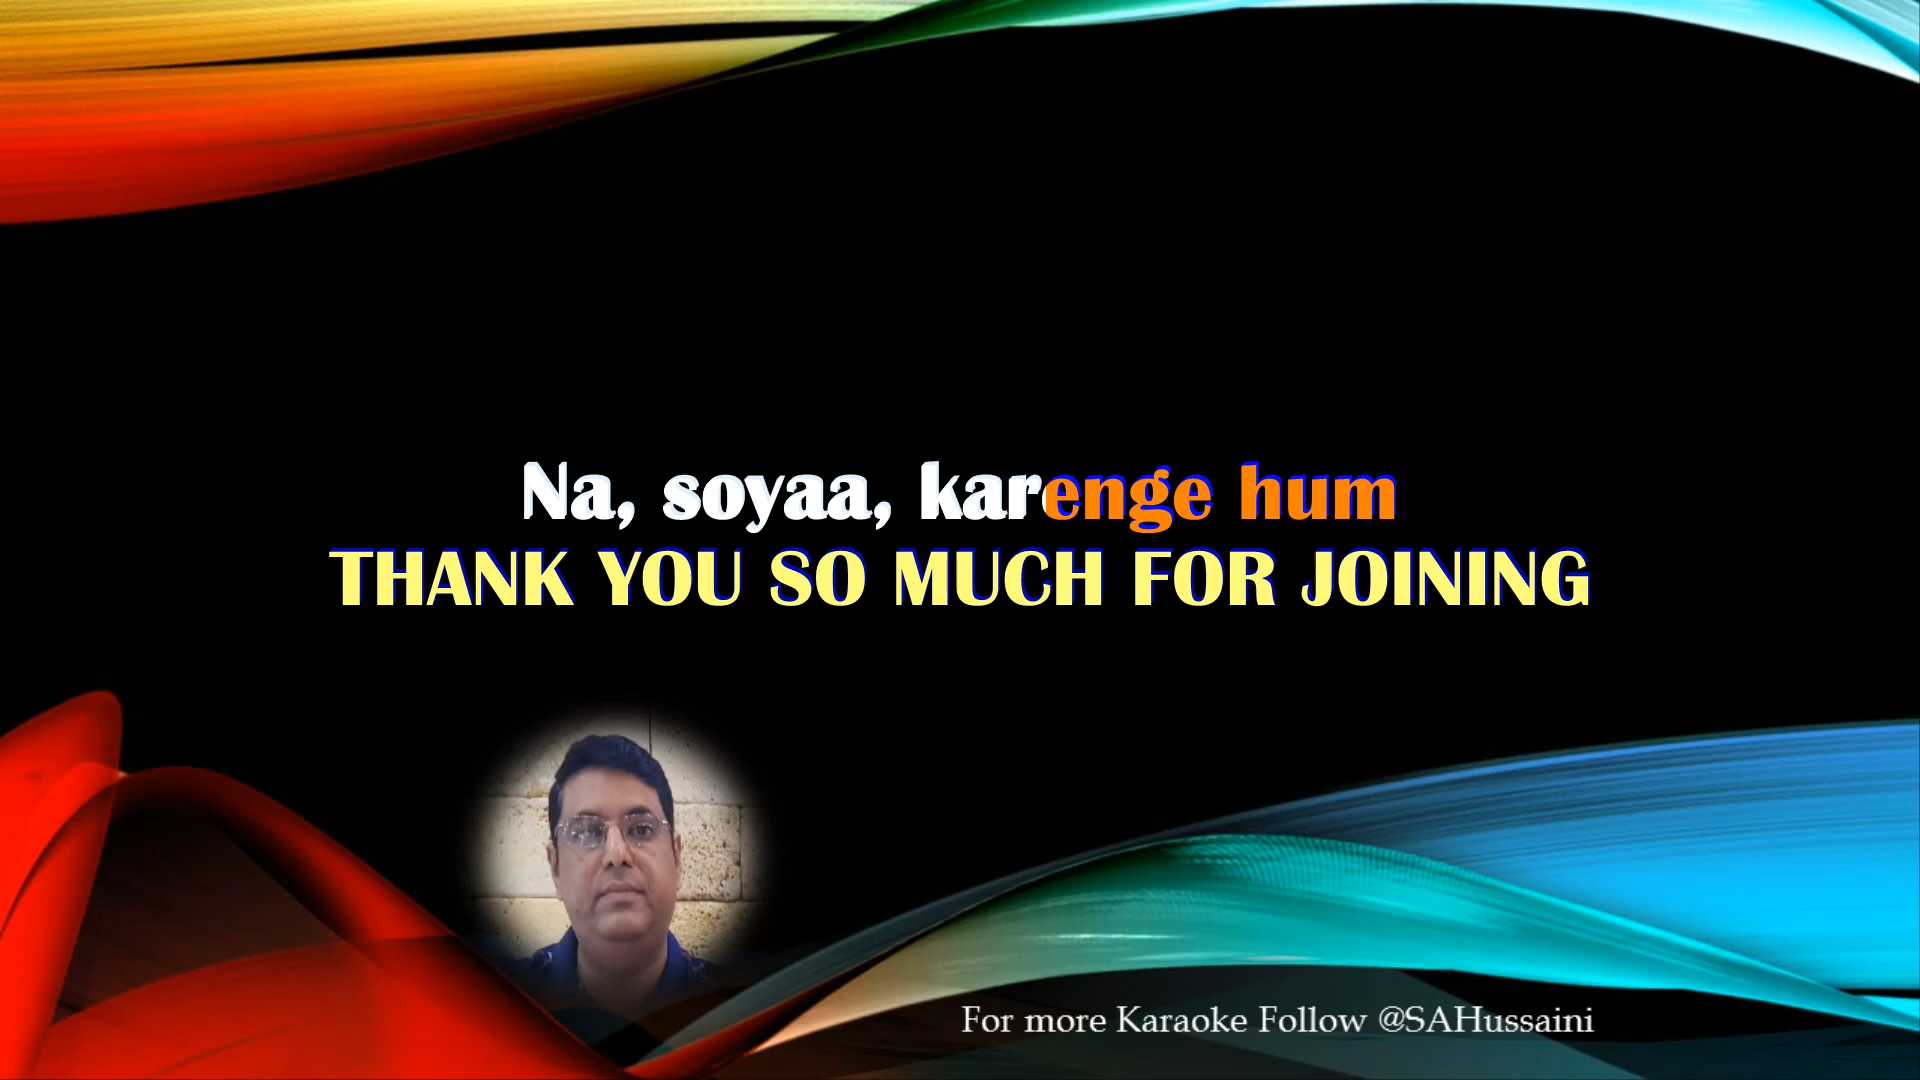 Na, soyaa, karenge hum
THANK YOU SO MUCH FOR JOINING
For more Karaoke Follow @SAHussaini